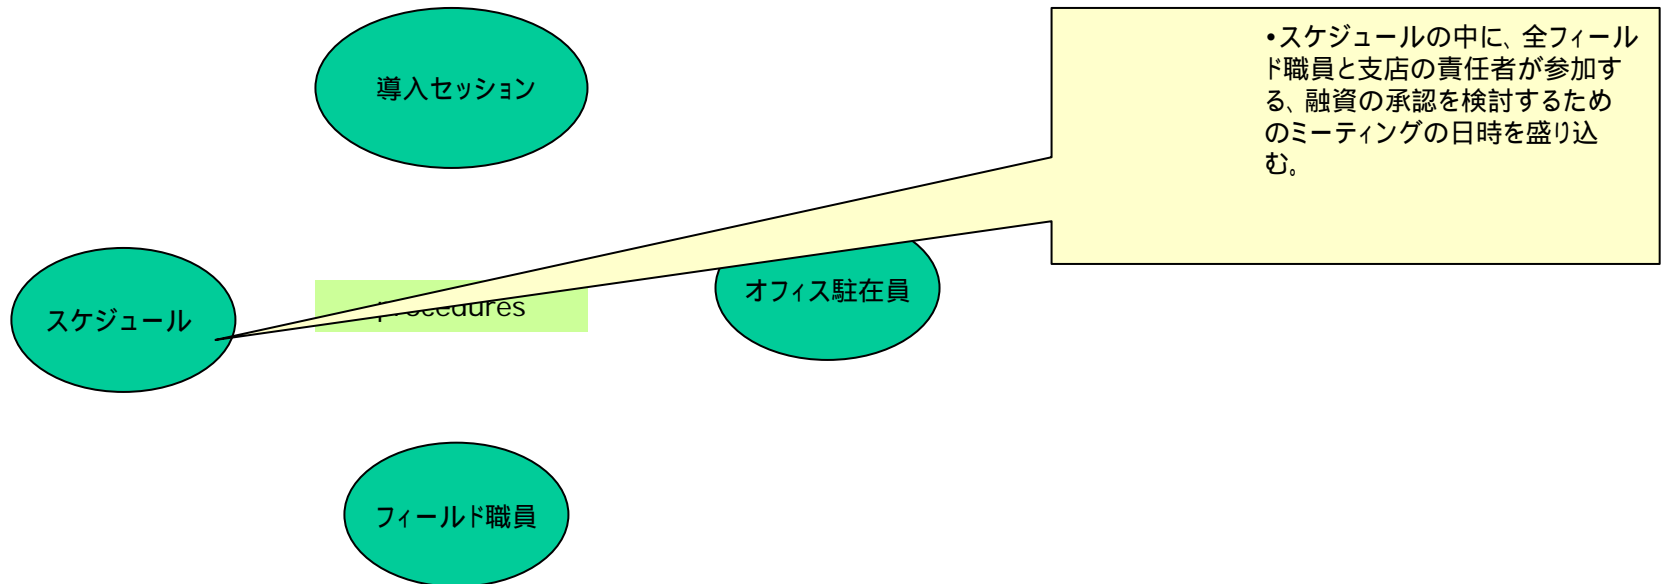 導入セッション
•スケジュールの中に、全フィール
ド職員と支店の責任者が参加す
る、融資の承認を検討するため
のミーティングの日時を盛り込
む。
スケジュール
procedures
オフィス駐在員
フィールド職員